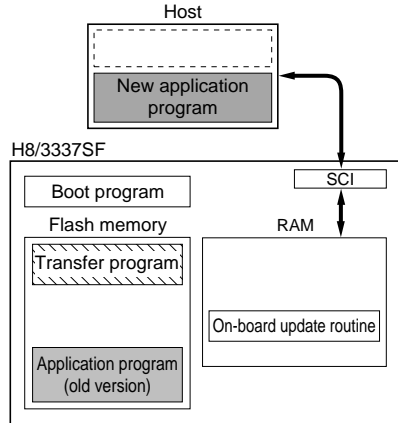 Host
New application
program
H8/3337SF
SCI
Boot program
Flash memory
RAM
Transfer program
On-board update routine
Application program
(old version)